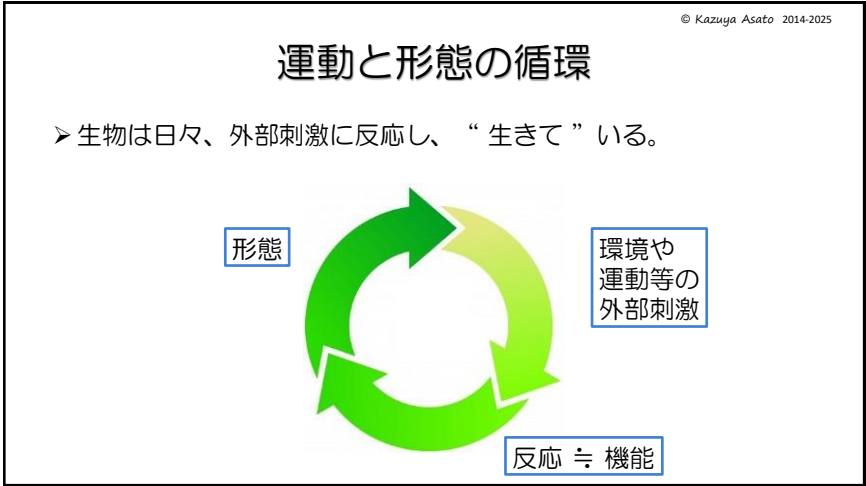 © Kazuya Asato 2014-2025
運動と形態の循環
➢生物は日々、外部刺激に反応し、“ 生きて ”いる。
形態
環境や
運動等の
外部刺激
反応 ≒ 機能